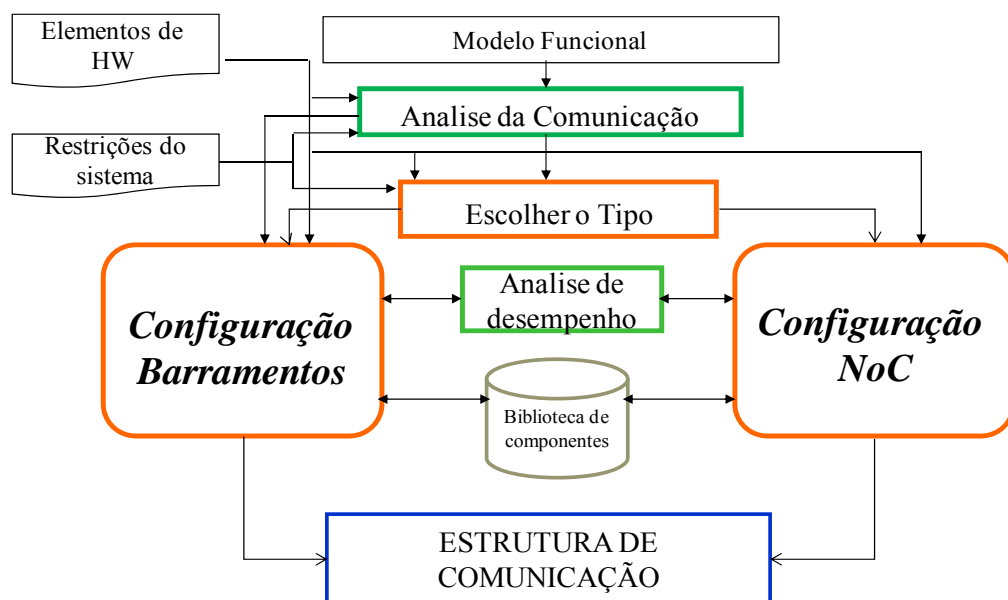 Elementos de
HW
Modelo Funcional
Analise da Comunicação
Restrições do
sistema
Escolher o Tipo
Configuração
Barramentos
Analise de
desempenho
Configuração
NoC
Biblioteca de
componentes
ESTRUTURA DE
COMUNICAÇÃO